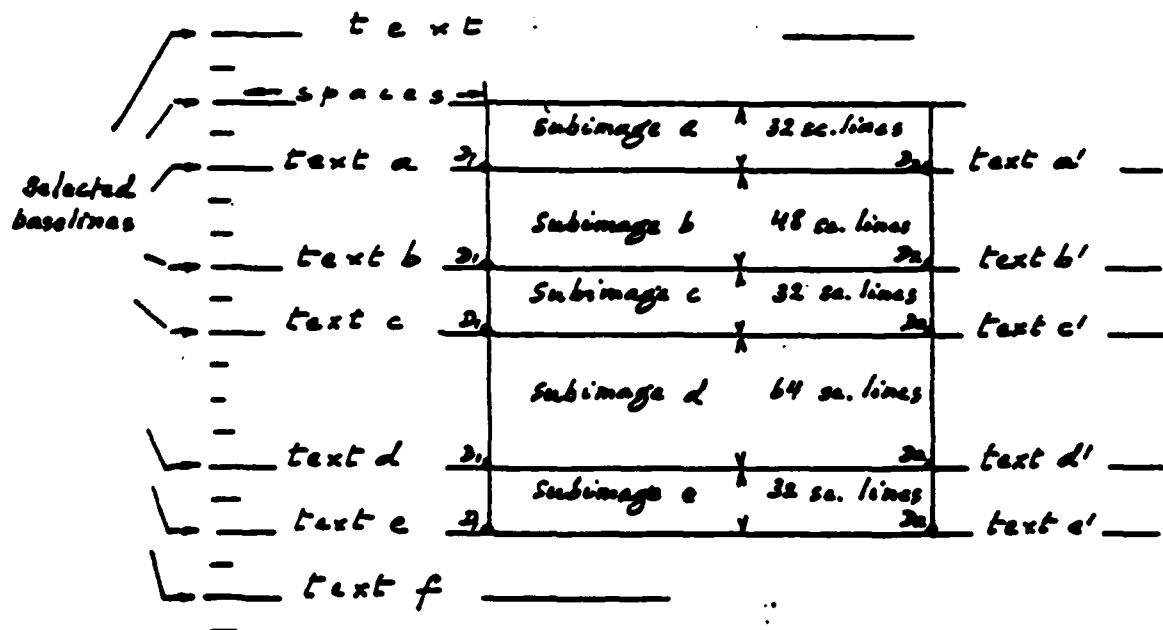 text
spaces
Subimage a 32 sc. lines
text a D1 D2 text a'
Selected
baselines
Subimage b 48 sc. lines
text b D1 D2 text b'
Subimage c 32 sc. lines
text c D1 D2 text c'
Subimage d 64 sc. lines
text d D1 D2 text d'
Subimage e 32 sc. lines
text e D1 D2 text e'
text f